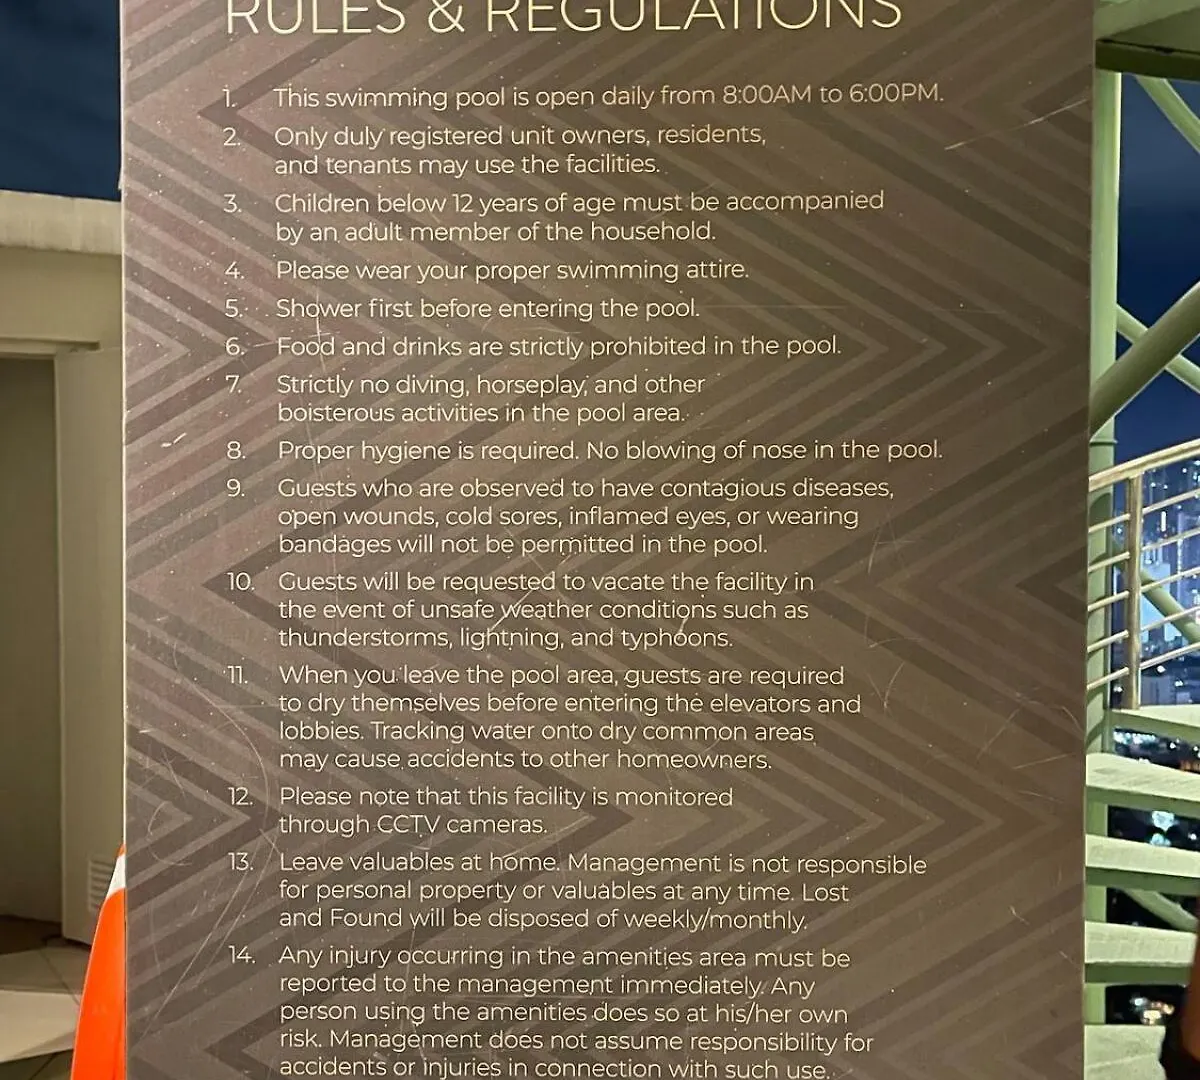 RULES & REGULATIONS
1. This swimming pool is open daily from 8:00AM to 6:00PM.
2. Only duly registered unit owners, residents,
and tenants may use the facilities.
3. Children below 12 years of age must be accompanied
by an adult member of the household.
4. Please wear your proper swimming attire.
5. Shower first before entering the pool.
6. Food and drinks are strictly prohibited in the pool.
7. Strictly no diving, horseplay, and other
boisterous activities in the pool area.
8. Proper hygiene is required. No blowing of nose in the pool.
9. Guests who are observed to have contagious diseases,
open wounds, cold sores, inflamed eyes, or wearing
bandages will not be permitted in the pool.
10. Guests will be requested to vacate the facility in
the event of unsafe weather conditions such as
thunderstorms, lightning, and typhoons.
11. When you leave the pool area, guests are required
to dry themselves before entering the elevators and
lobbies. Tracking water onto dry common areas
may cause accidents to other homeowners.
12. Please note that this facility is monitored
through CCTV cameras.
13. Leave valuables at home. Management is not responsible
for personal property or valuables at any time. Lost
and Found will be disposed of weekly/monthly.
14. Any injury occurring in the amenities area must be
reported to the management immediately. Any
person using the amenities does so at his/her own
risk. Management does not assume responsibility for
accidents or injuries in connection with such use.